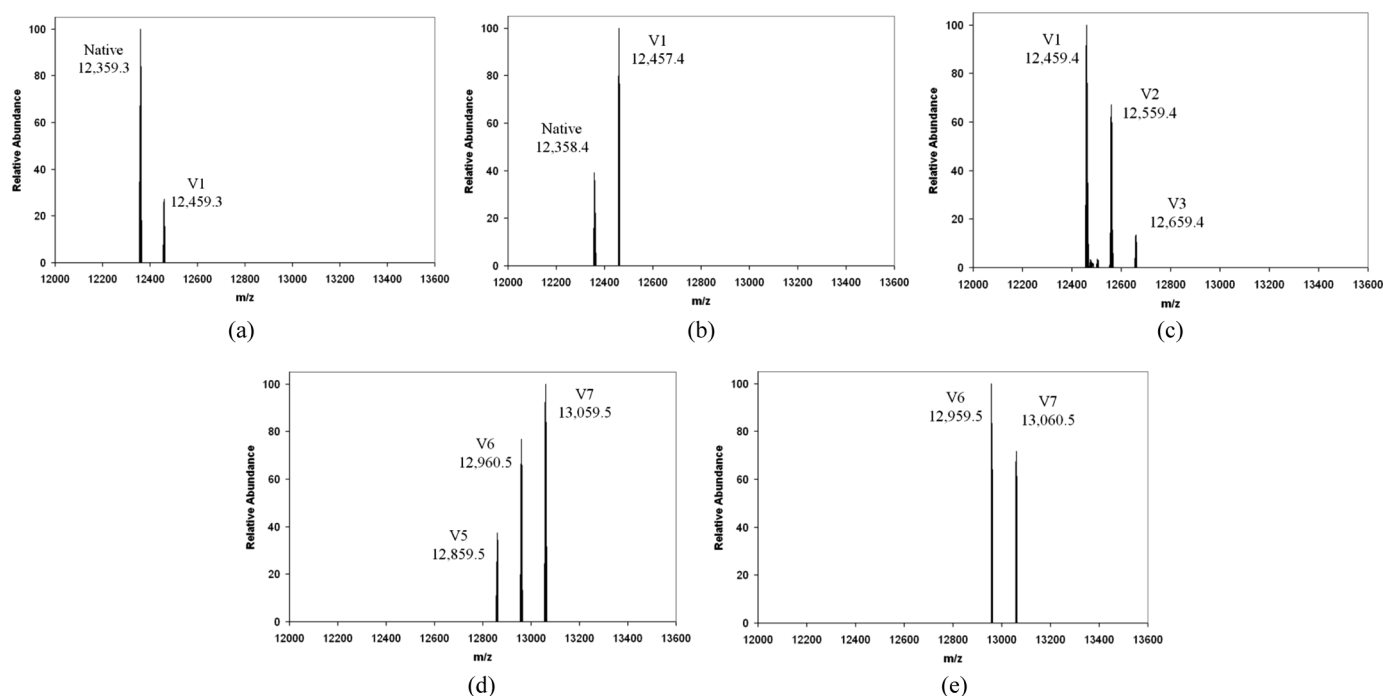 Relative Abundance
100
80
60
40
20
0
Native
12,359.3
V1
12,459.3
12000 12200 12400 12600 12800 13000 13200 13400 13600
m/z
(a)
Relative Abundance
100
80
60
40
20
0
Native
12,358.4
V1
12,457.4
12000 12200 12400 12600 12800 13000 13200 13400 13600
m/z
(b)
Relative Abundance
100
80
60
40
20
0
V1
12,459.4
V2
12,559.4
V3
12,659.4
12000 12200 12400 12600 12800 13000 13200 13400 13600
m/z
(c)
Relative Abundance
100
80
60
40
20
0
V5
12,859.5
V6
12,960.5
V7
13,059.5
12000 12200 12400 12600 12800 13000 13200 13400 13600
m/z
(d)
Relative Abundance
100
80
60
40
20
0
V6
12,959.5
V7
13,060.5
12000 12200 12400 12600 12800 13000 13200 13400 13600
m/z
(e)